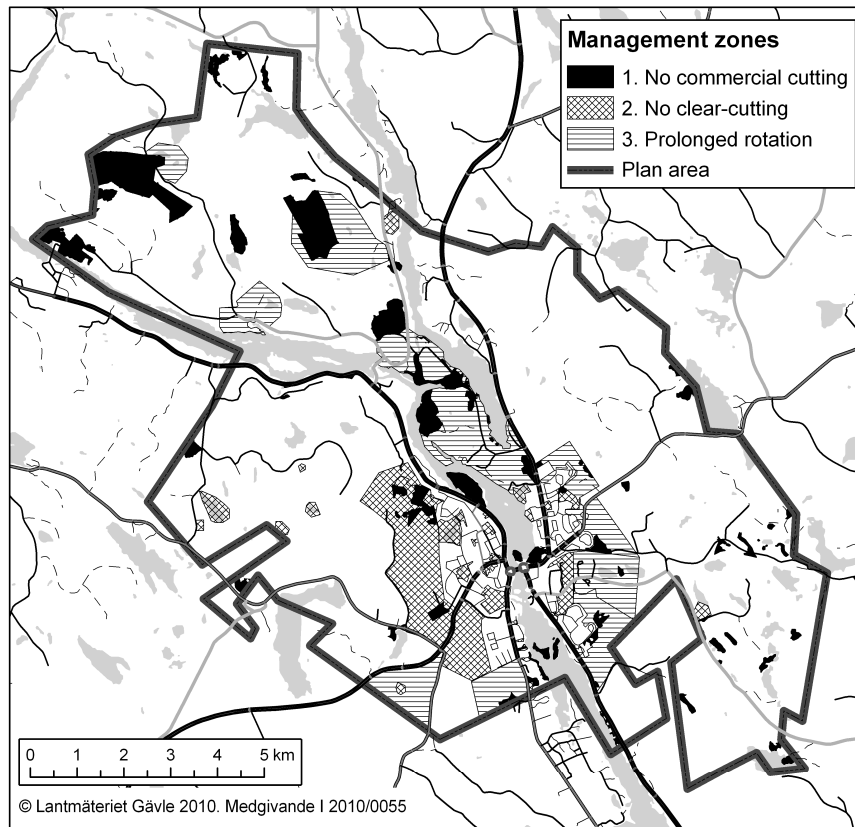 Management zones
1. No commercial cutting
2. No clear-cutting
3. Prolonged rotation
Plan area
0 1 2 3 4 5 km
© Lantmäteriet Gävle 2010. Medgivande I 2010/0055